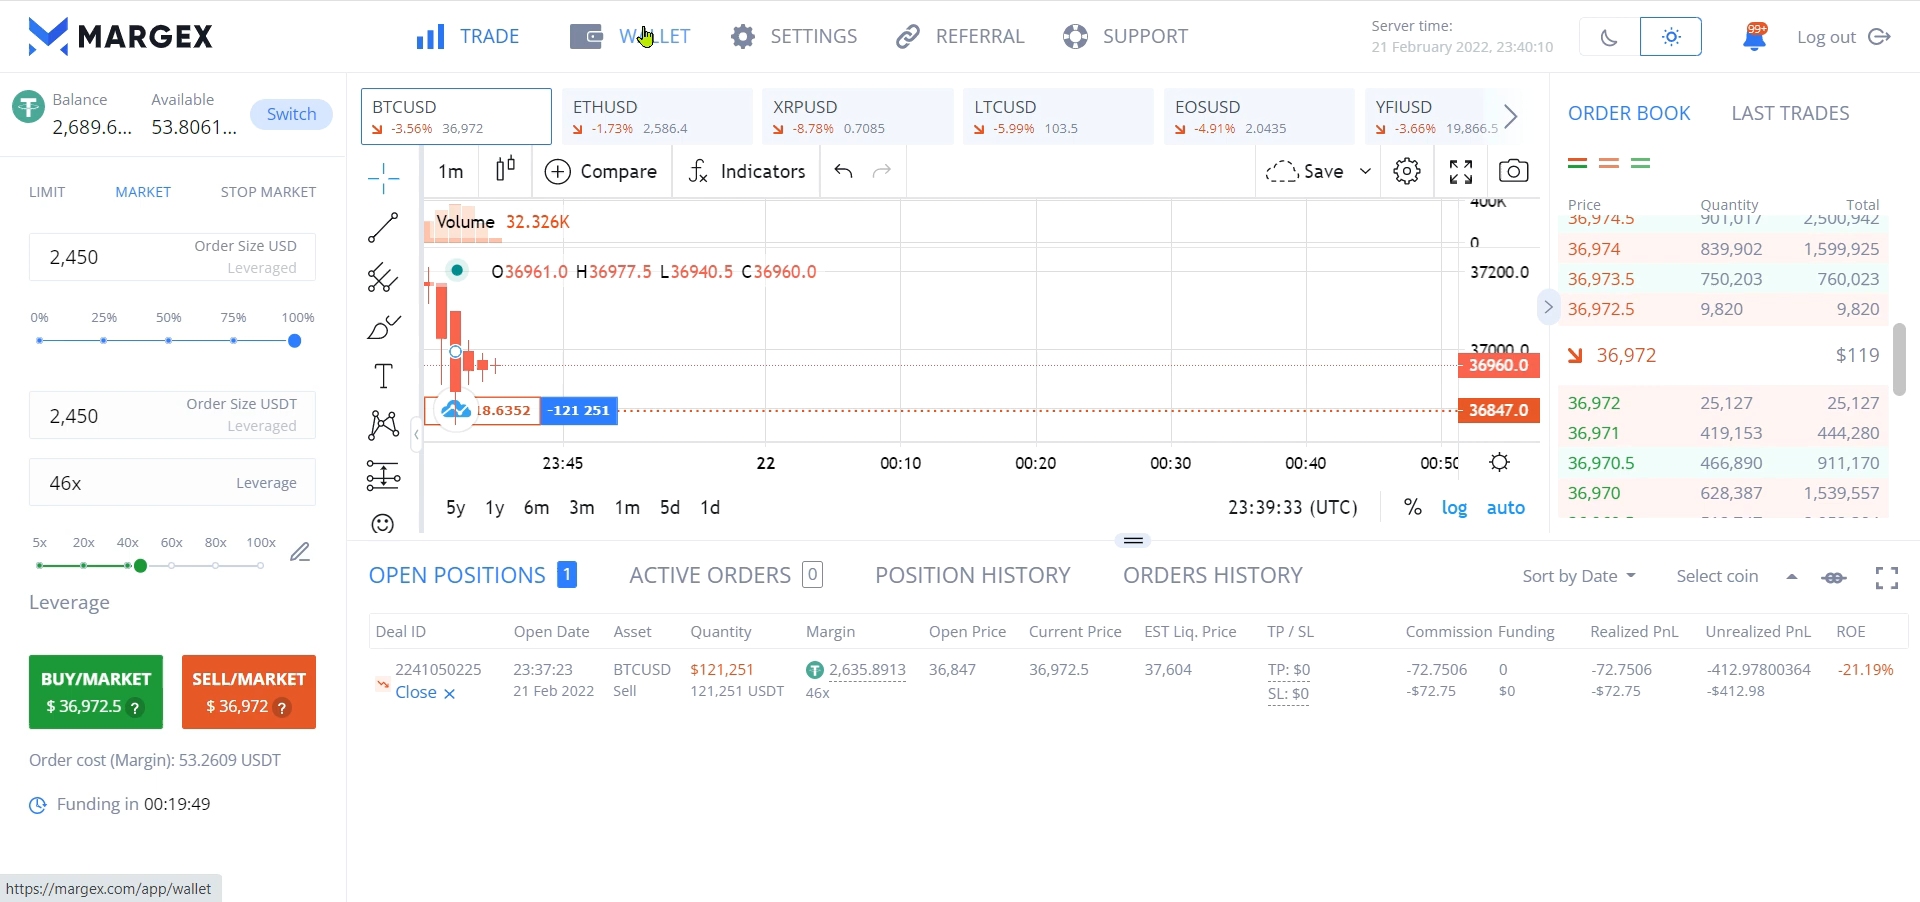 MARGEX
TRADE
WALLET
SETTINGS
REFERRAL
SUPPORT
Server time:
21 February 2022, 23:40:10
99+
Log out
Balance
2,689.6...
Available
53.8061...
Switch
LIMIT
MARKET
STOP MARKET
2,450
Order Size USD
Leveraged
0% 25% 50% 75% 100%
2,450
Order Size USDT
Leveraged
46x
Leverage
5x 20x 40x 60x 80x 100x
Leverage
BUY/MARKET
$ 36,972.5 ?
SELL/MARKET
$ 36,972 ?
Order cost (Margin): 53.2609 USDT
Funding in 00:19:49
https://margex.com/app/wallet
BTCUSD
-3.56% 36,972
ETHUSD
-1.73% 2,586.4
XRPUSD
-8.78% 0.7085
LTCUSD
-5.99% 103.5
EOSUSD
-4.91% 2.0435
YFIUSD
-3.66% 19,866.5
1m
Compare
Indicators
Save
T
Volume 32.326K
400K
0
O36961.0 H36977.5 L36940.5 C36960.0
37200.0
37000.0
36960.0
18.6352
-121 251
36847.0
23:45 22 00:10 00:20 00:30 00:40 00:50
5y 1y 6m 3m 1m 5d 1d
23:39:33 (UTC)
% log auto
ORDER BOOK
LAST TRADES
Price Quantity Total
36,974.5 901,017 2,500,942
36,974 839,902 1,599,925
36,973.5 750,203 760,023
36,972.5 9,820 9,820
36,972 $119
36,972 25,127 25,127
36,971 419,153 444,280
36,970.5 466,890 911,170
36,970 628,387 1,539,557
OPEN POSITIONS 1
ACTIVE ORDERS 0
POSITION HISTORY
ORDERS HISTORY
Sort by Date
Select coin
Deal ID Open Date Asset Quantity Margin Open Price Current Price EST Liq. Price TP / SL Commission Funding Realized PnL Unrealized PnL ROE
2241050225 23:37:23 BTCUSD $121,251 2,635.8913 36,847 36,972.5 37,604 TP: $0 -72.7506 0 -72.7506 -412.97800364 -21.19%
Close 21 Feb 2022 Sell 121,251 USDT 46x SL: $0 -$72.75 $0 -$72.75 -$412.98